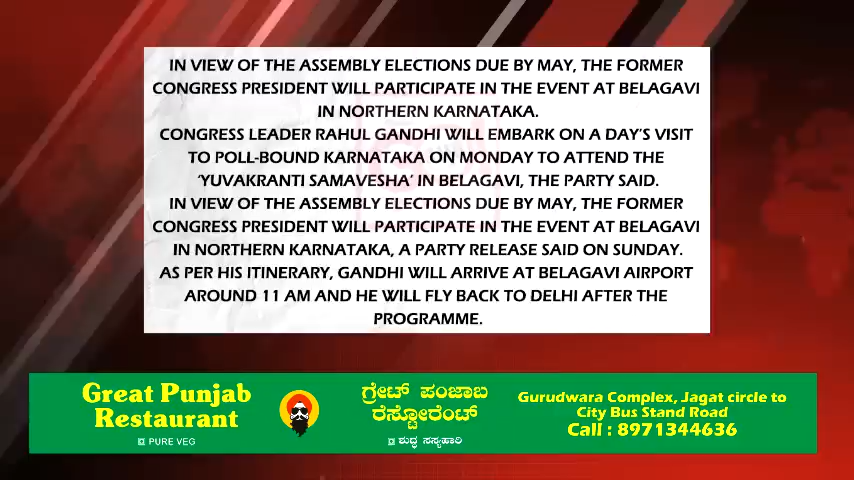 IN VIEW OF THE ASSEMBLY ELECTIONS DUE BY MAY, THE FORMER
CONGRESS PRESIDENT WILL PARTICIPATE IN THE EVENT AT BELAGAVI
IN NORTHERN KARNATAKA.
CONGRESS LEADER RAHUL GANDHI WILL EMBARK ON A DAY'S VISIT
TO POLL-BOUND KARNATAKA ON MONDAY TO ATTEND THE
'YUVAKRANTI SAMAVESHA' IN BELAGAVI, THE PARTY SAID.
IN VIEW OF THE ASSEMBLY ELECTIONS DUE BY MAY, THE FORMER
CONGRESS PRESIDENT WILL PARTICIPATE IN THE EVENT AT BELAGAVI
IN NORTHERN KARNATAKA, A PARTY RELEASE SAID ON SUNDAY.
AS PER HIS ITINERARY, GANDHI WILL ARRIVE AT BELAGAVI AIRPORT
AROUND 11 AM AND HE WILL FLY BACK TO DELHI AFTER THE
PROGRAMME.
Great Punjab
Restaurant
PURE VEG
ಗ್ರೇಟ್ ಪಂಜಾಬ
ರೆಸ್ಟೋರೆಂಟ್
ಶುದ್ಧ ಸಸ್ಯಹಾರಿ
Gurudwara Complex, Jagat circle to
City Bus Stand Road
Call : 8971344636